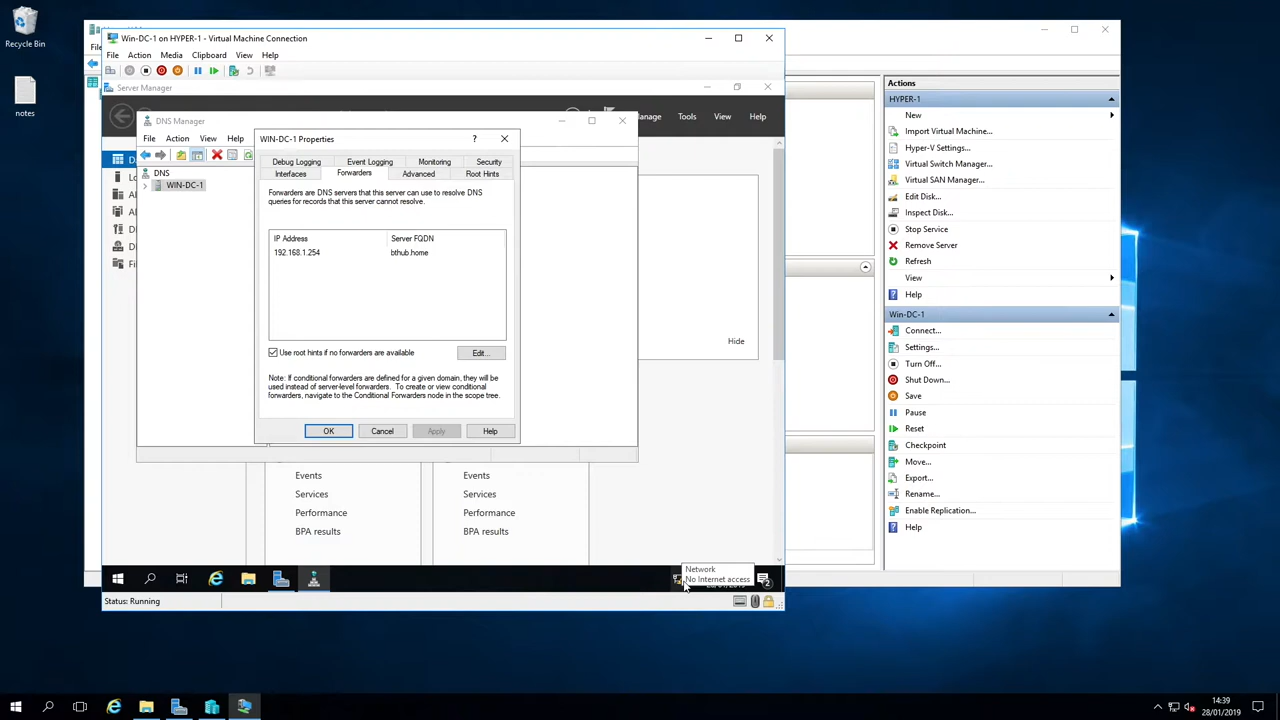 Recycle Bin
notes
Win-DC-1 on HYPER-1 - Virtual Machine Connection
File Action Media Clipboard View Help
Server Manager
Manage Tools View Help
DNS Manager
File Action View Help
DNS
WIN-DC-1
WIN-DC-1 Properties
Debug Logging Event Logging Monitoring Security
Interfaces Forwarders Advanced Root Hints
Forwarders are DNS servers that this server can use to resolve DNS
queries for records that this server cannot resolve.
IP Address Server FQDN
192.168.1.254 bthub.home
Use root hints if no forwarders are available
Edit...
Note: If conditional forwarders are defined for a given domain, they will be
used instead of server-level forwarders. To create or view conditional
forwarders, navigate to the Conditional Forwarders node in the scope tree.
OK Cancel Apply Help
Hide
Events Events
Services Services
Performance Performance
BPA results BPA results
Network
No Internet access
2
Status: Running
Actions
HYPER-1
New
Import Virtual Machine...
Hyper-V Settings...
Virtual Switch Manager...
Virtual SAN Manager...
Edit Disk...
Inspect Disk...
Stop Service
Remove Server
Refresh
View
Help
Win-DC-1
Connect...
Settings...
Turn Off...
Shut Down...
Save
Pause
Reset
Checkpoint
Move...
Export...
Rename...
Enable Replication...
Help
14:39
28/01/2019